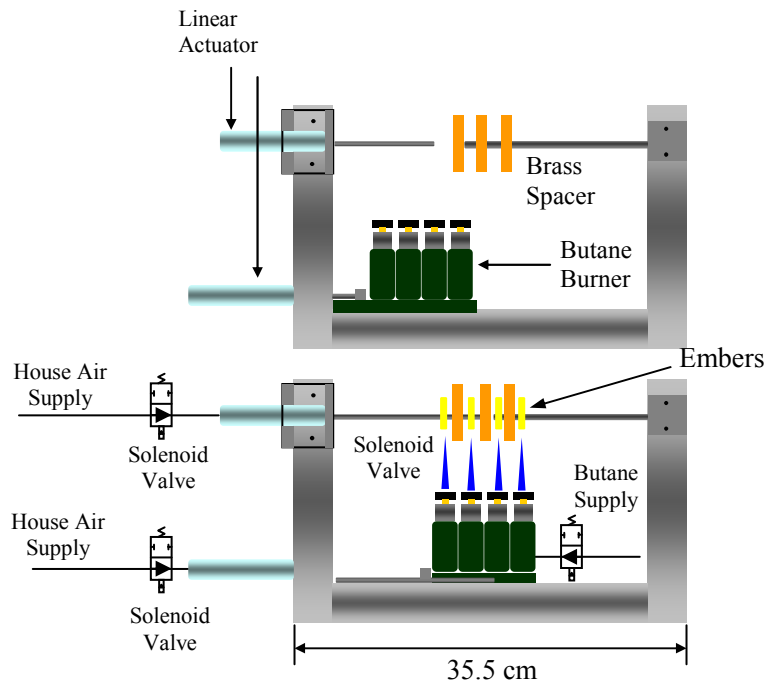 Linear
Actuator
Brass
Spacer
Butane
Burner
Embers
House Air
Supply
Solenoid
Valve
Solenoid
Valve
Butane
Supply
House Air
Supply
Solenoid
Valve
35.5 cm